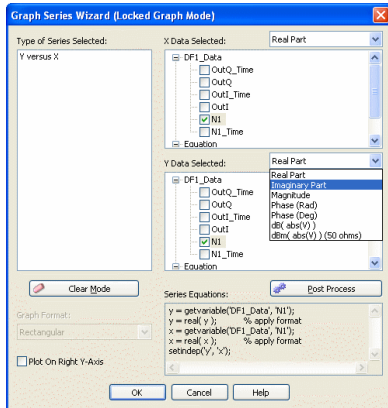 Graph Series Wizard (Locked Graph Mode)
Type of Series Selected:
Y versus X
X Data Selected:
Real Part
DF1_Data
OutQ_Time
OutQ
OutI_Time
OutI
N1
N1_Time
Equation
Y Data Selected:
Real Part
Real Part
Imaginary Part
Magnitude
Phase (Rad)
Phase (Deg)
dB( abs(V) )
dBm( abs(V) ) (50 ohms)
DF1_Data
OutQ_Time
OutQ
OutI_Time
OutI
N1
N1_Time
Equation
Clear Mode
Post Process
Graph Format:
Rectangular
Plot On Right Y-Axis
Series Equations:
y = getvariable('DF1_Data', 'N1');
y = real( y ); % apply format
x = getvariable('DF1_Data', 'N1');
x = real( x ); % apply format
setindep('y', 'x');
OK
Cancel
Help